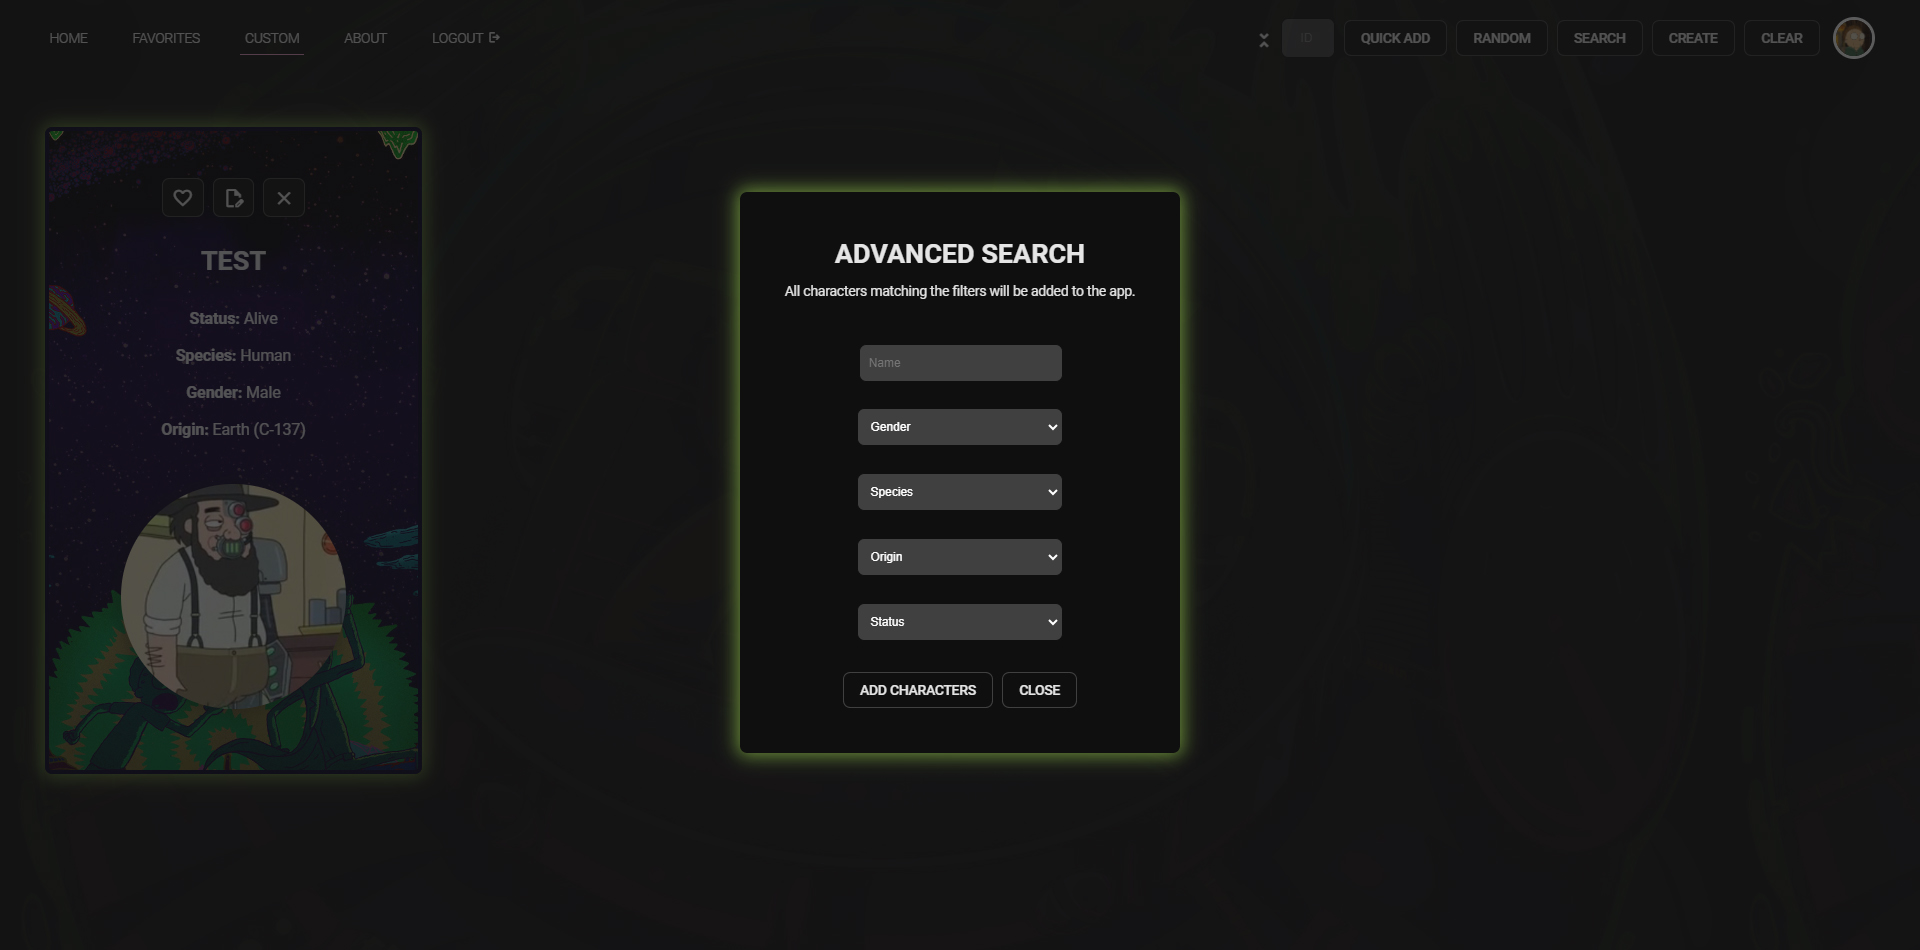 HOME FAVORITES CUSTOM ABOUT LOGOUT
ID QUICK ADD RANDOM SEARCH CREATE CLEAR
TEST
Status: Alive
Species: Human
Gender: Male
Origin: Earth (C-137)
ADVANCED SEARCH
All characters matching the filters will be added to the app.
Name
Gender
Species
Origin
Status
ADD CHARACTERS CLOSE